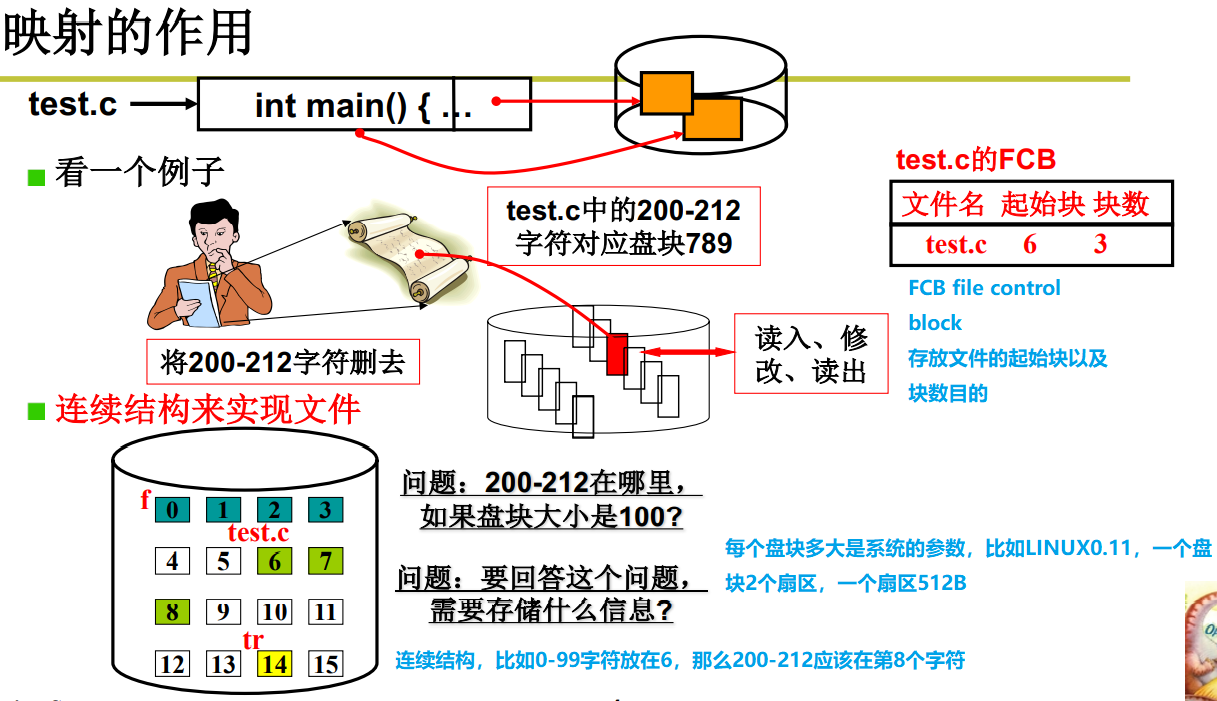 映射的作用
test.c
int main() { …
看一个例子
test.c中的200-212
字符对应盘块789
test.c的FCB
文件名 起始块 块数
test.c 6 3
FCB file control
block
存放文件的起始块以及
块数目的
将200-212字符删去
读入、修
改、读出
连续结构来实现文件
f
0 1 2 3
test.c
4 5 6 7
8 9 10 11
tr
12 13 14 15
问题：200-212在哪里，
如果盘块大小是100?
问题：要回答这个问题，
需要存储什么信息?
每个盘块多大是系统的参数，比如LINUX0.11，一个盘
块2个扇区，一个扇区512B
连续结构，比如0-99字符放在6，那么200-212应该在第8个字符